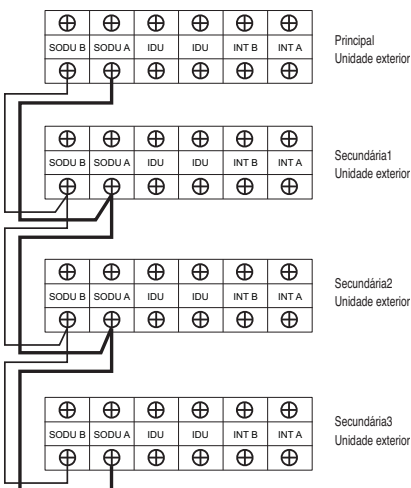 SODU B SODU A IDU IDU INT B INT A
Principal
Unidade exterior
SODU B SODU A IDU IDU INT B INT A
Secundária1
Unidade exterior
SODU B SODU A IDU IDU INT B INT A
Secundária2
Unidade exterior
SODU B SODU A IDU IDU INT B INT A
Secundária3
Unidade exterior